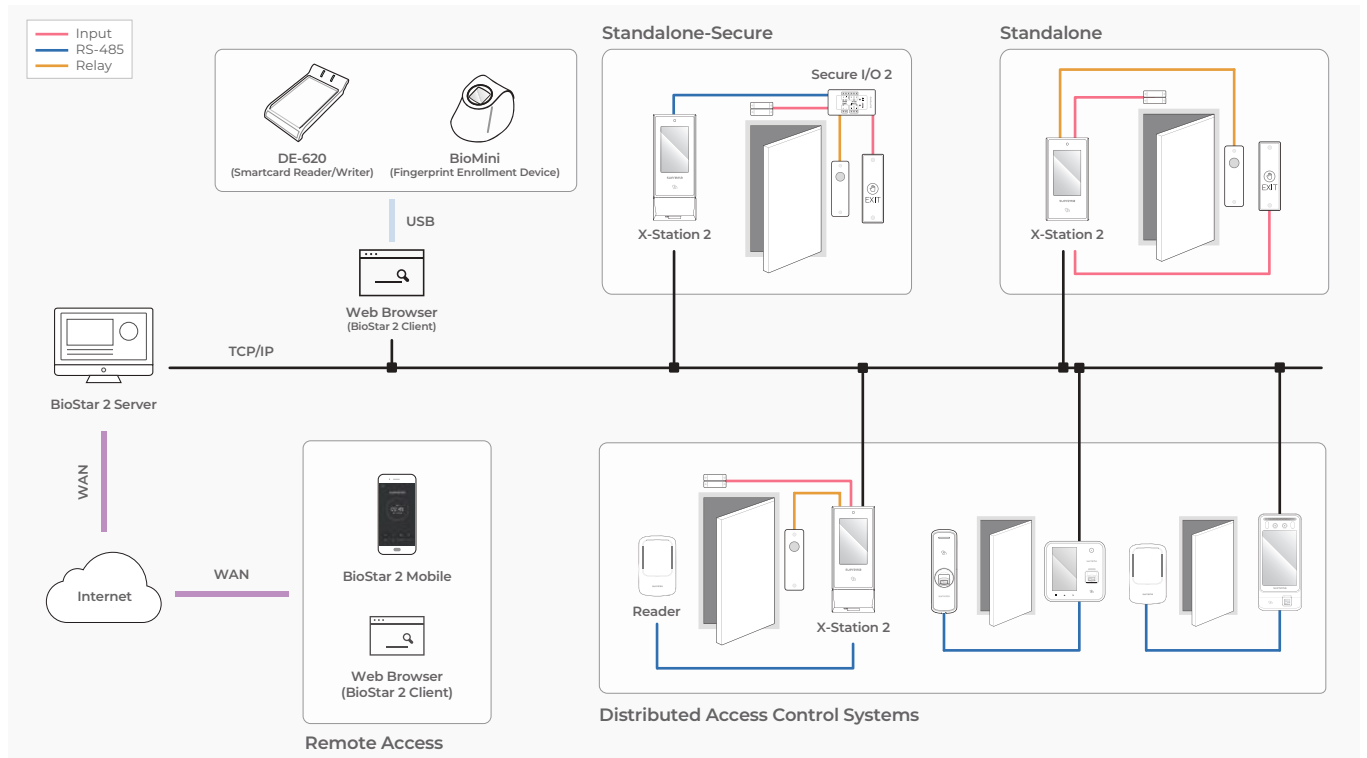 Input
RS-485
Relay
DE-620
(Smartcard Reader/Writer)
BioMini
(Fingerprint Enrollment Device)
USB
Web Browser
(BioStar 2 Client)
Standalone-Secure
Secure I/O 2
EXIT
X-Station 2
Standalone
EXIT
X-Station 2
TCP/IP
BioStar 2 Server
WAN
Internet
WAN
BioStar 2 Mobile
Web Browser
(BioStar 2 Client)
Remote Access
Reader
X-Station 2
Distributed Access Control Systems